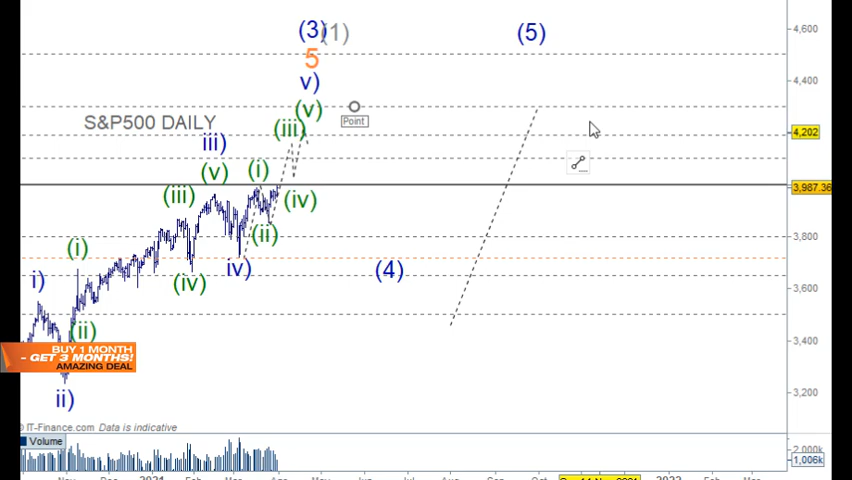 (3)(1)
(5)
4,600
5
v)
4,400
(v)
Point
S&P500 DAILY
(iii)
4,202
iii)
(i)
(v)
3,987.36
(iii)
(iv)
(ii)
3,800
(i)
iv)
(4)
i)
(iv)
3,600
(ii)
BUY 1 MONTH
- GET 3 MONTHS!
AMAZING DEAL
3,400
ii)
3,200
IT-Finance.com Data is indicative
Volume
2,000k
1,006k